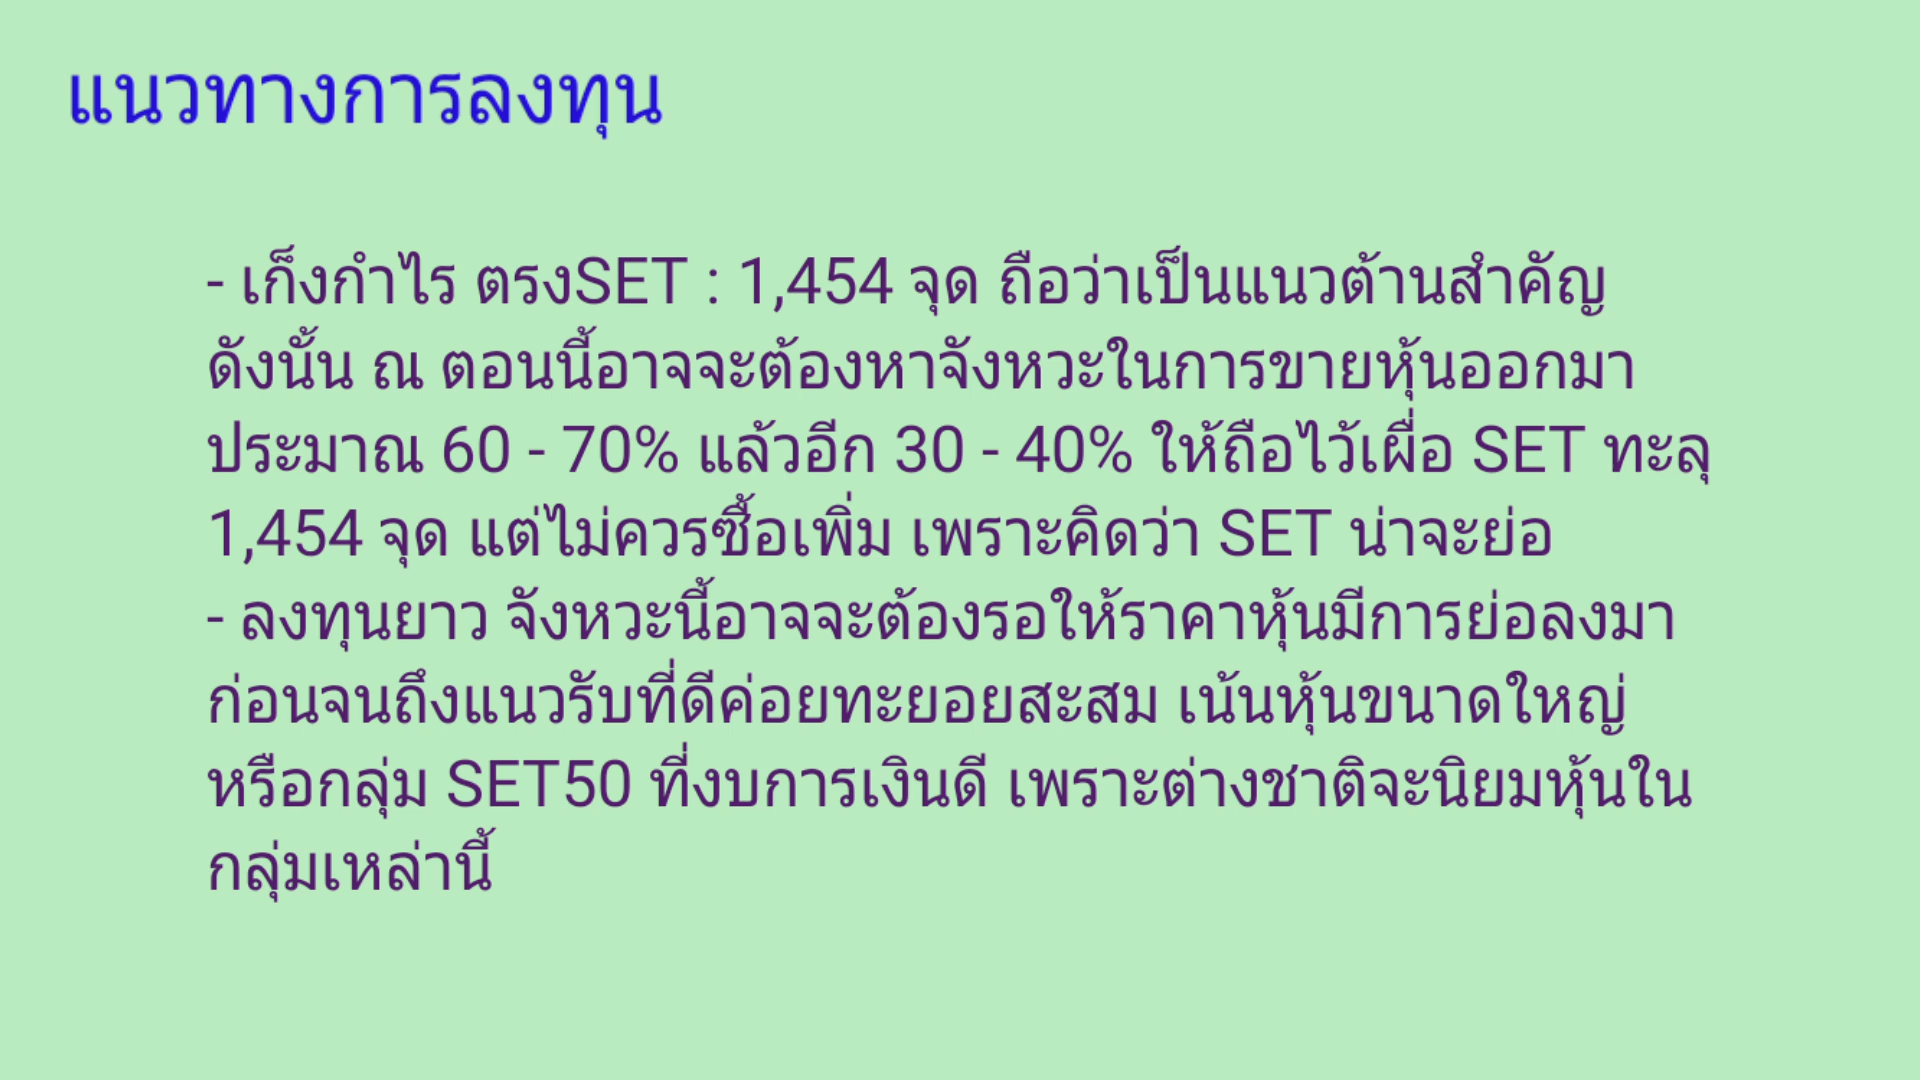 แนวทางการลงทุน
- เก็งกำไร ตรงSET : 1,454 จุด ถือว่าเป็นแนวต้านสำคัญ
ดังนั้น ณ ตอนนี้อาจจะต้องหาจังหวะในการขายหุ้นออกมา
ประมาณ 60 - 70% แล้วอีก 30 - 40% ให้ถือไว้เผื่อ SET ทะลุ
1,454 จุด แต่ไม่ควรซื้อเพิ่ม เพราะคิดว่า SET น่าจะย่อ
- ลงทุนยาว จังหวะนี้อาจจะต้องรอให้ราคาหุ้นมีการย่อลงมา
ก่อนจนถึงแนวรับที่ดีค่อยทะยอยสะสม เน้นหุ้นขนาดใหญ่
หรือกลุ่ม SET50 ที่งบการเงินดี เพราะต่างชาติจะนิยมหุ้นใน
กลุ่มเหล่านี้